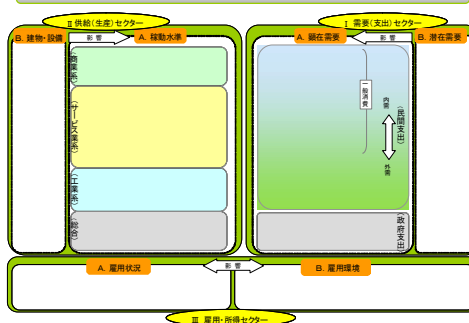 Ⅱ 供給(生産)セクター
Ⅰ 需要(支出)セクター
B. 建物・設備
影 響
A. 稼動水準
A. 顕在需要
影 響
B. 潜在需要
(商業系)
(サービス業系)
(工業系)
(総合)
一般消費
内需
外需
(民間支出)
(政府支出)
A. 雇用状況
影 響
B. 雇用環境
Ⅲ 雇用・所得セクター